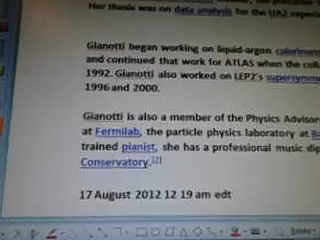 Her thesis was on data analysis for the UA2 experi
Gianotti began working on liquid-argon calorimet
and continued that work for ATLAS when the coll
1992. Gianotti also worked on LEP2's supersymm
1996 and 2000.
Gianotti is also a member of the Physics Advisor
at Fermilab, the particle physics laboratory at Ba
trained pianist, she has a professional music dip
Conservatory.[2]
17 August 2012 12 19 am edt